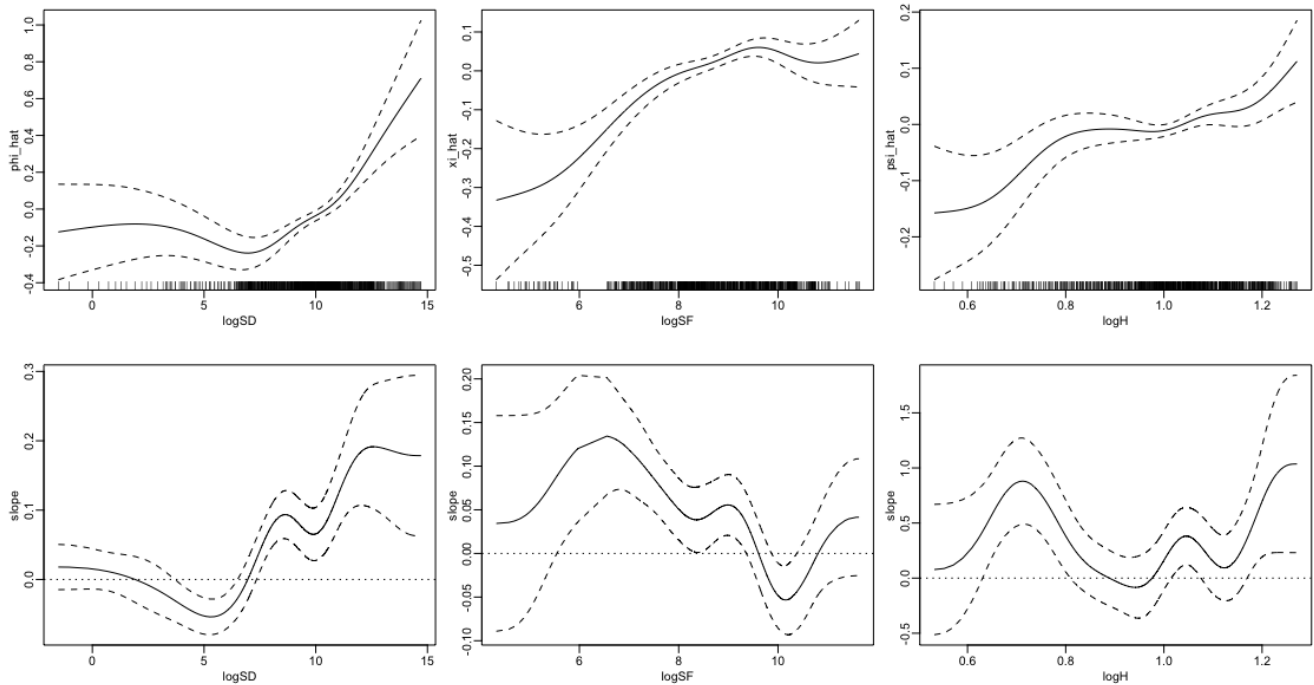 phi_hat
-0.4 -0.2 0.0 0.2 0.4 0.6 0.8 1.0
0 5 10 15
logSD
xi_hat
-0.5 -0.4 -0.3 -0.2 -0.1 0.0 0.1
6 8 10
logSF
psi_hat
-0.2 -0.1 0.0 0.1 0.2
0.6 0.8 1.0 1.2
logH
slope
0.0 0.1 0.2 0.3
0 5 10 15
logSD
slope
-0.10 -0.05 0.00 0.05 0.10 0.15 0.20
6 8 10
logSF
slope
-0.5 0.0 0.5 1.0 1.5
0.6 0.8 1.0 1.2
logH